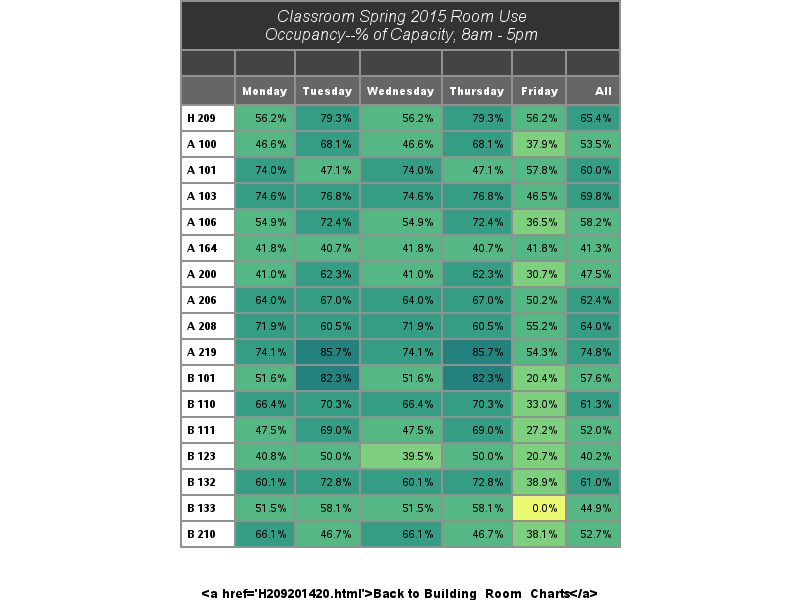 Classroom Spring 2015 Room Use
Occupancy--% of Capacity, 8am - 5pm
Monday Tuesday Wednesday Thursday Friday All
H 209 56.2% 79.3% 56.2% 79.3% 56.2% 65.4%
A 100 46.6% 68.1% 46.6% 68.1% 37.9% 53.5%
A 101 74.0% 47.1% 74.0% 47.1% 57.8% 60.0%
A 103 74.6% 76.8% 74.6% 76.8% 46.5% 69.8%
A 106 54.9% 72.4% 54.9% 72.4% 36.5% 58.2%
A 164 41.8% 40.7% 41.8% 40.7% 41.8% 41.3%
A 200 41.0% 62.3% 41.0% 62.3% 30.7% 47.5%
A 206 64.0% 67.0% 64.0% 67.0% 50.2% 62.4%
A 208 71.9% 60.5% 71.9% 60.5% 55.2% 64.0%
A 219 74.1% 85.7% 74.1% 85.7% 54.3% 74.8%
B 101 51.6% 82.3% 51.6% 82.3% 20.4% 57.6%
B 110 66.4% 70.3% 66.4% 70.3% 33.0% 61.3%
B 111 47.5% 69.0% 47.5% 69.0% 27.2% 52.0%
B 123 40.8% 50.0% 39.5% 50.0% 20.7% 40.2%
B 132 60.1% 72.8% 60.1% 72.8% 38.9% 61.0%
B 133 51.5% 58.1% 51.5% 58.1% 0.0% 44.9%
B 210 66.1% 46.7% 66.1% 46.7% 38.1% 52.7%
<a href='H209201420.html'>Back to Building_Room_Charts</a>